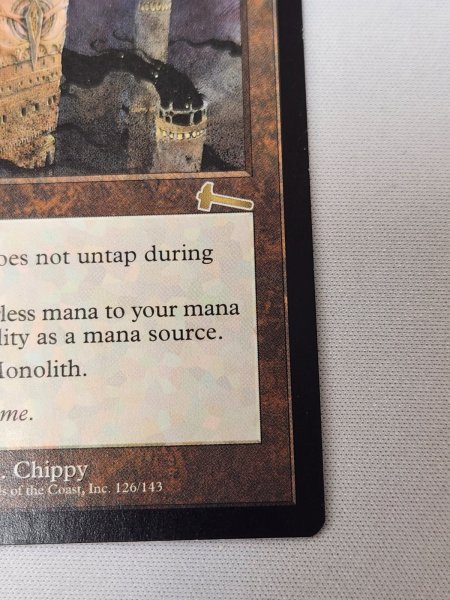 oes not untap during
less mana to your mana
lity as a mana source.
Monolith.
me.
. Chippy
s of the Coast, Inc. 126/143